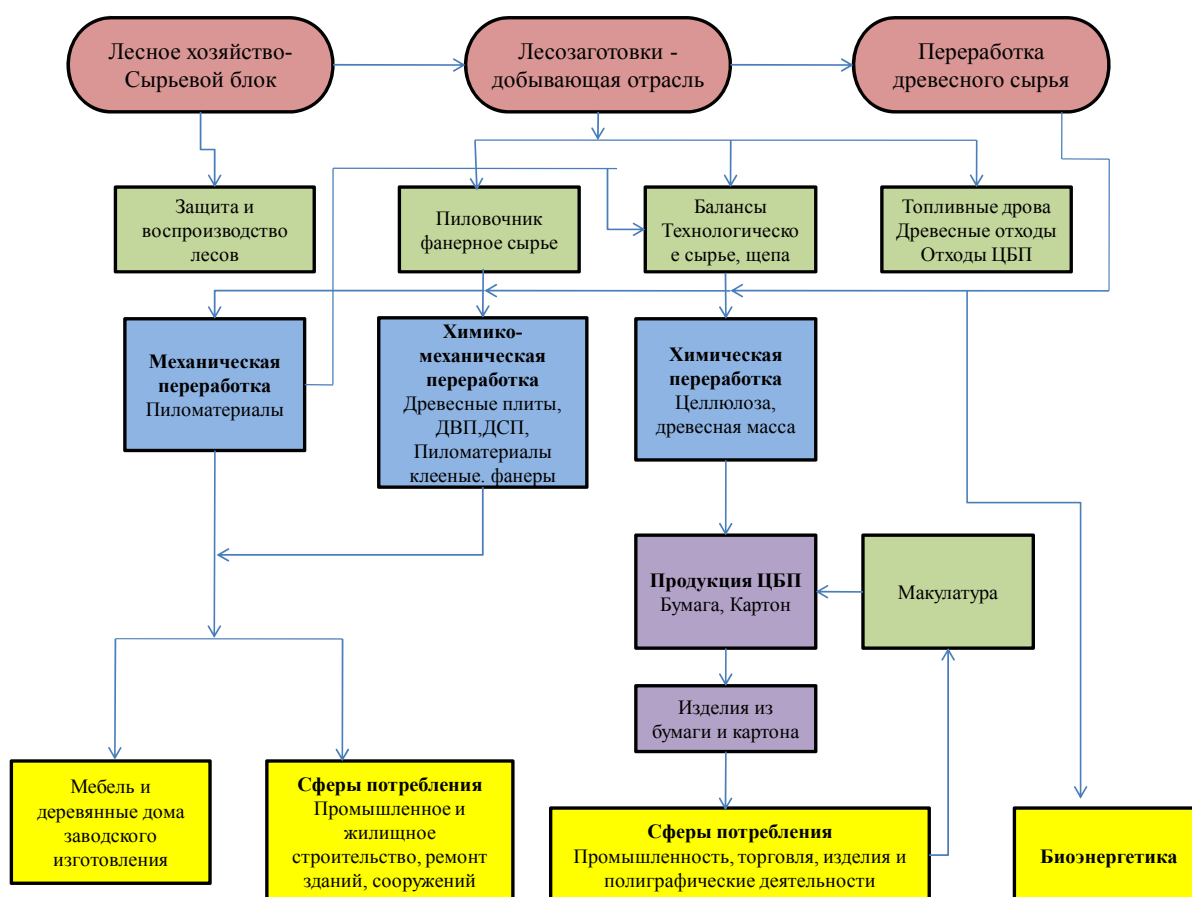 Лесное хозяйство-
Сырьевой блок
Лесозаготовки -
добывающая отрасль
Переработка
древесного сырья
Защита и
воспроизводство
лесов
Пиловочник
фанерное сырье
Балансы
Технологическо
е сырье, щепа
Топливные дрова
Древесные отходы
Отходы ЦБП
Механическая
переработка
Пиломатериалы
Химико-
механическая
переработка
Древесные плиты,
ДВП,ДСП,
Пиломатериалы
клееные. фанеры
Химическая
переработка
Целлюлоза,
древесная масса
Продукция ЦБП
Бумага, Картон
Макулатура
Изделия из
бумаги и картона
Мебель и
деревянные дома
заводского
изготовления
Сферы потребления
Промышленное и
жилищное
строительство, ремонт
зданий, сооружений
Сферы потребления
Промышленность, торговля, изделия и
полиграфические деятельности
Биоэнергетика